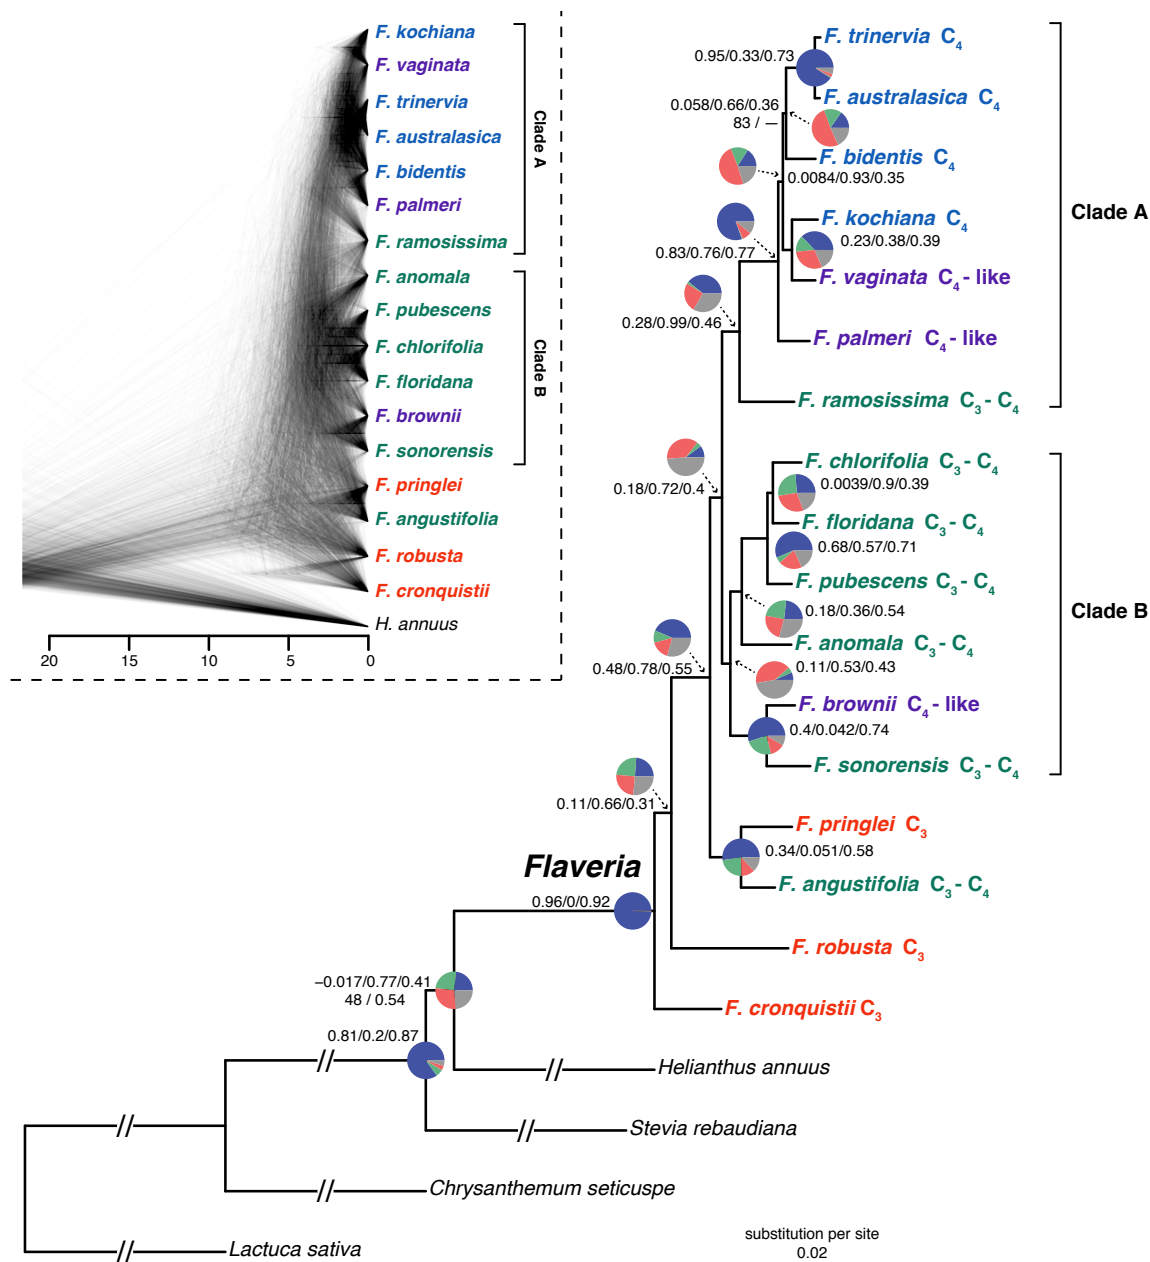 F. kochiana
F. vaginata
F. trinervia
F. australasica
F. bidentis
F. palmeri
F. ramosissima
Clade A
F. anomala
F. pubescens
F. chlorifolia
F. floridana
F. brownii
F. sonorensis
Clade B
F. pringlei
F. angustifolia
F. robusta
F. cronquistii
H. annuus
20 15 10 5 0
F. trinervia C4
0.95/0.33/0.73
F. australasica C4
0.058/0.66/0.36
83 / —
F. bidentis C4
0.0084/0.93/0.35
F. kochiana C4
0.23/0.38/0.39
0.83/0.76/0.77
F. vaginata C4 - like
0.28/0.99/0.46
F. palmeri C4 - like
F. ramosissima C3 - C4
Clade A
F. chlorifolia C3 - C4
0.18/0.72/0.4
0.0039/0.9/0.39
F. floridana C3 - C4
0.68/0.57/0.71
F. pubescens C3 - C4
0.18/0.36/0.54
F. anomala C3 - C4
0.48/0.78/0.55
0.11/0.53/0.43
F. brownii C4 - like
0.4/0.042/0.74
F. sonorensis C3 - C4
Clade B
0.11/0.66/0.31
F. pringlei C3
0.34/0.051/0.58
F. angustifolia C3 - C4
Flaveria
0.96/0/0.92
F. robusta C3
−0.017/0.77/0.41
48 / 0.54
F. cronquistii C3
0.81/0.2/0.87
Helianthus annuus
Stevia rebaudiana
Chrysanthemum seticuspe
Lactuca sativa
substitution per site
0.02